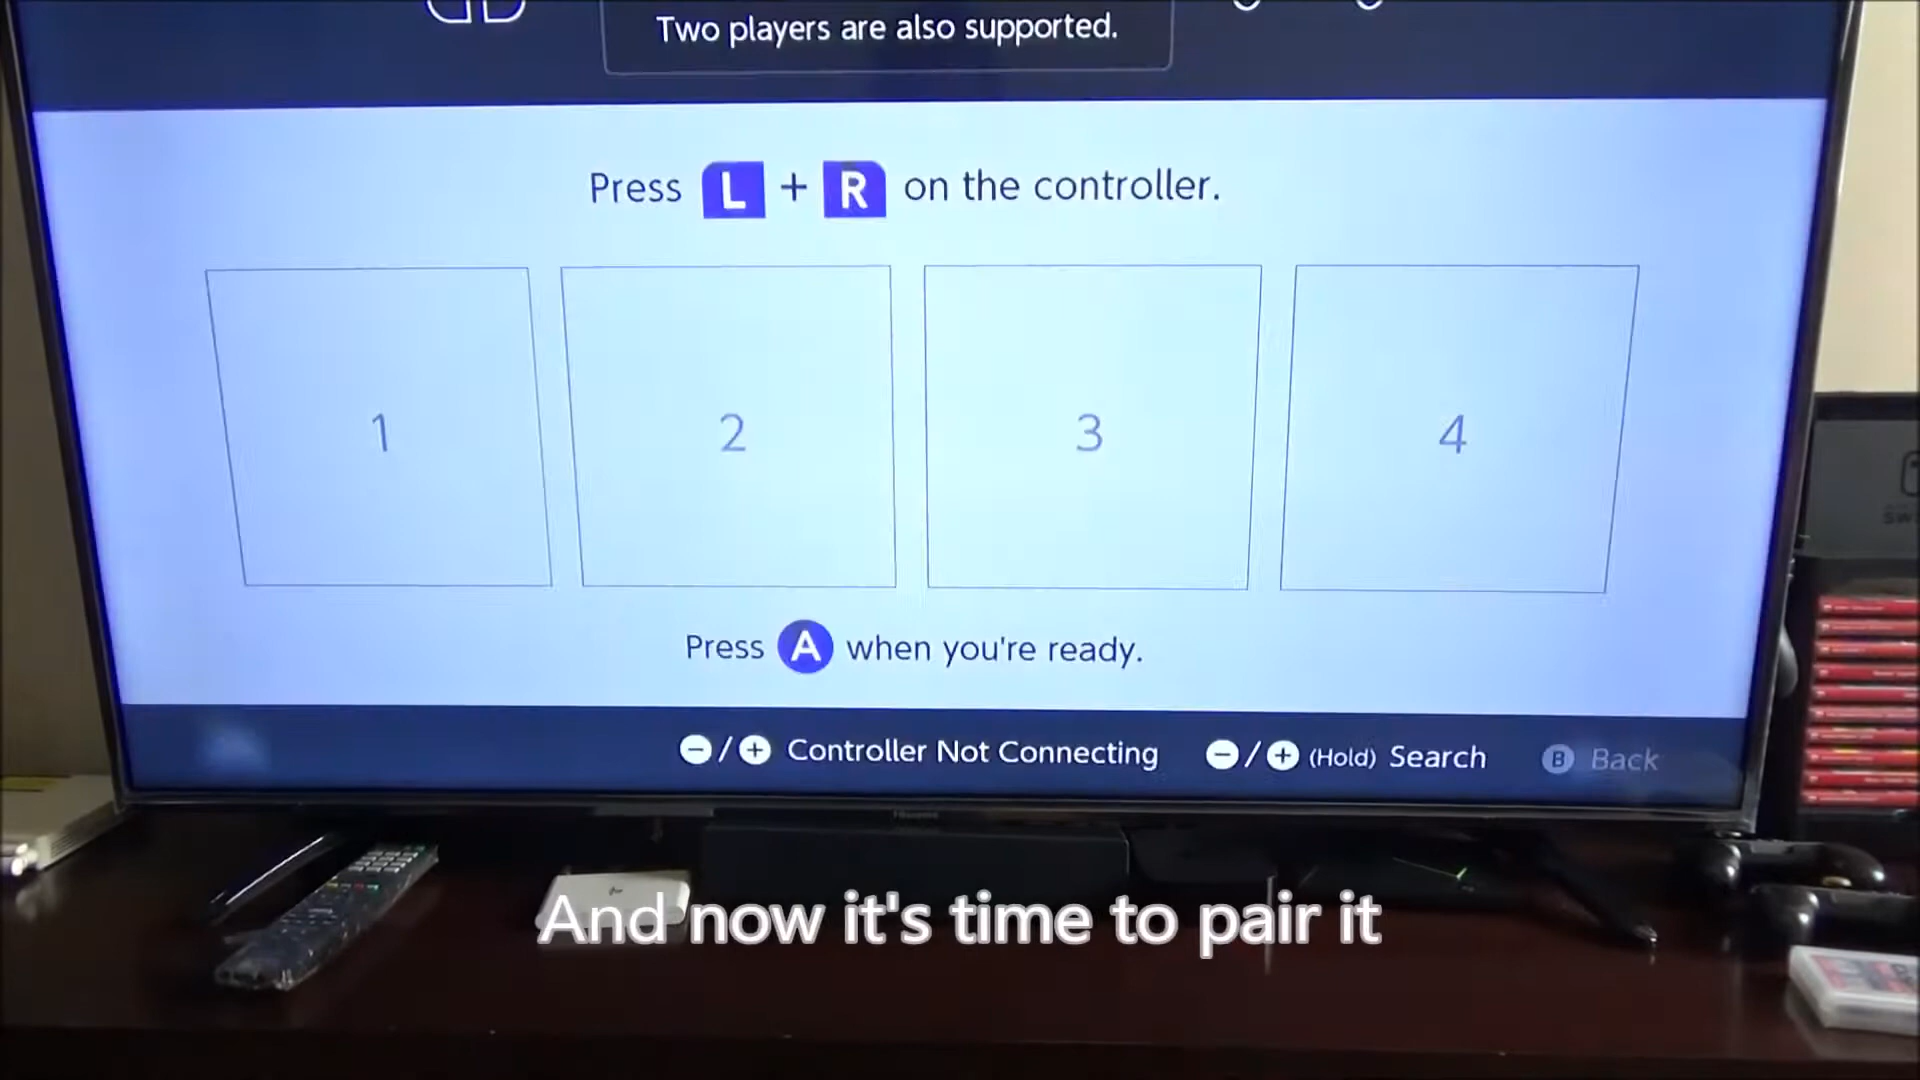 Two players are also supported.
Press L + R on the controller.
1 2 3 4
Press A when you're ready.
−/+ Controller Not Connecting −/+ (Hold) Search B Back
And now it's time to pair it